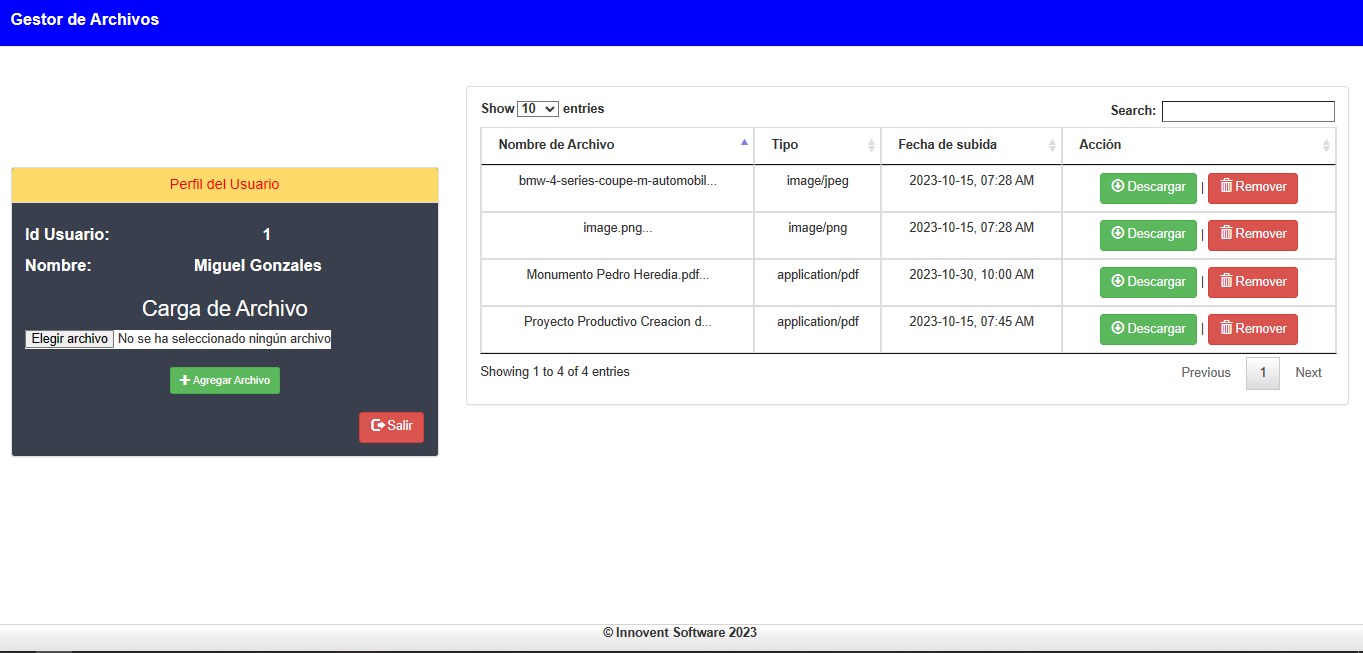 Gestor de Archivos
Perfil del Usuario
Id Usuario: 1
Nombre: Miguel Gonzales
Carga de Archivo
Elegir archivo No se ha seleccionado ningún archivo
Agregar Archivo
Salir
Show 10 entries Search:
Nombre de Archivo Tipo Fecha de subida Acción
bmw-4-series-coupe-m-automobil... image/jpeg 2023-10-15, 07:28 AM Descargar | Remover
image.png... image/png 2023-10-15, 07:28 AM Descargar | Remover
Monumento Pedro Heredia.pdf... application/pdf 2023-10-30, 10:00 AM Descargar | Remover
Proyecto Productivo Creacion d... application/pdf 2023-10-15, 07:45 AM Descargar | Remover
Showing 1 to 4 of 4 entries Previous 1 Next
© Innovent Software 2023